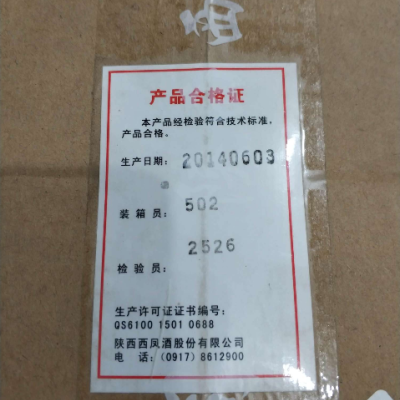 产品合格证
本产品经检验符合技术标准，
产品合格。
生产日期： 20140603
装箱员： 502
2526
检验员：
生产许可证证书编号：
QS6100 1501 0688
陕西西凤酒股份有限公司
电 话：（0917）8612900